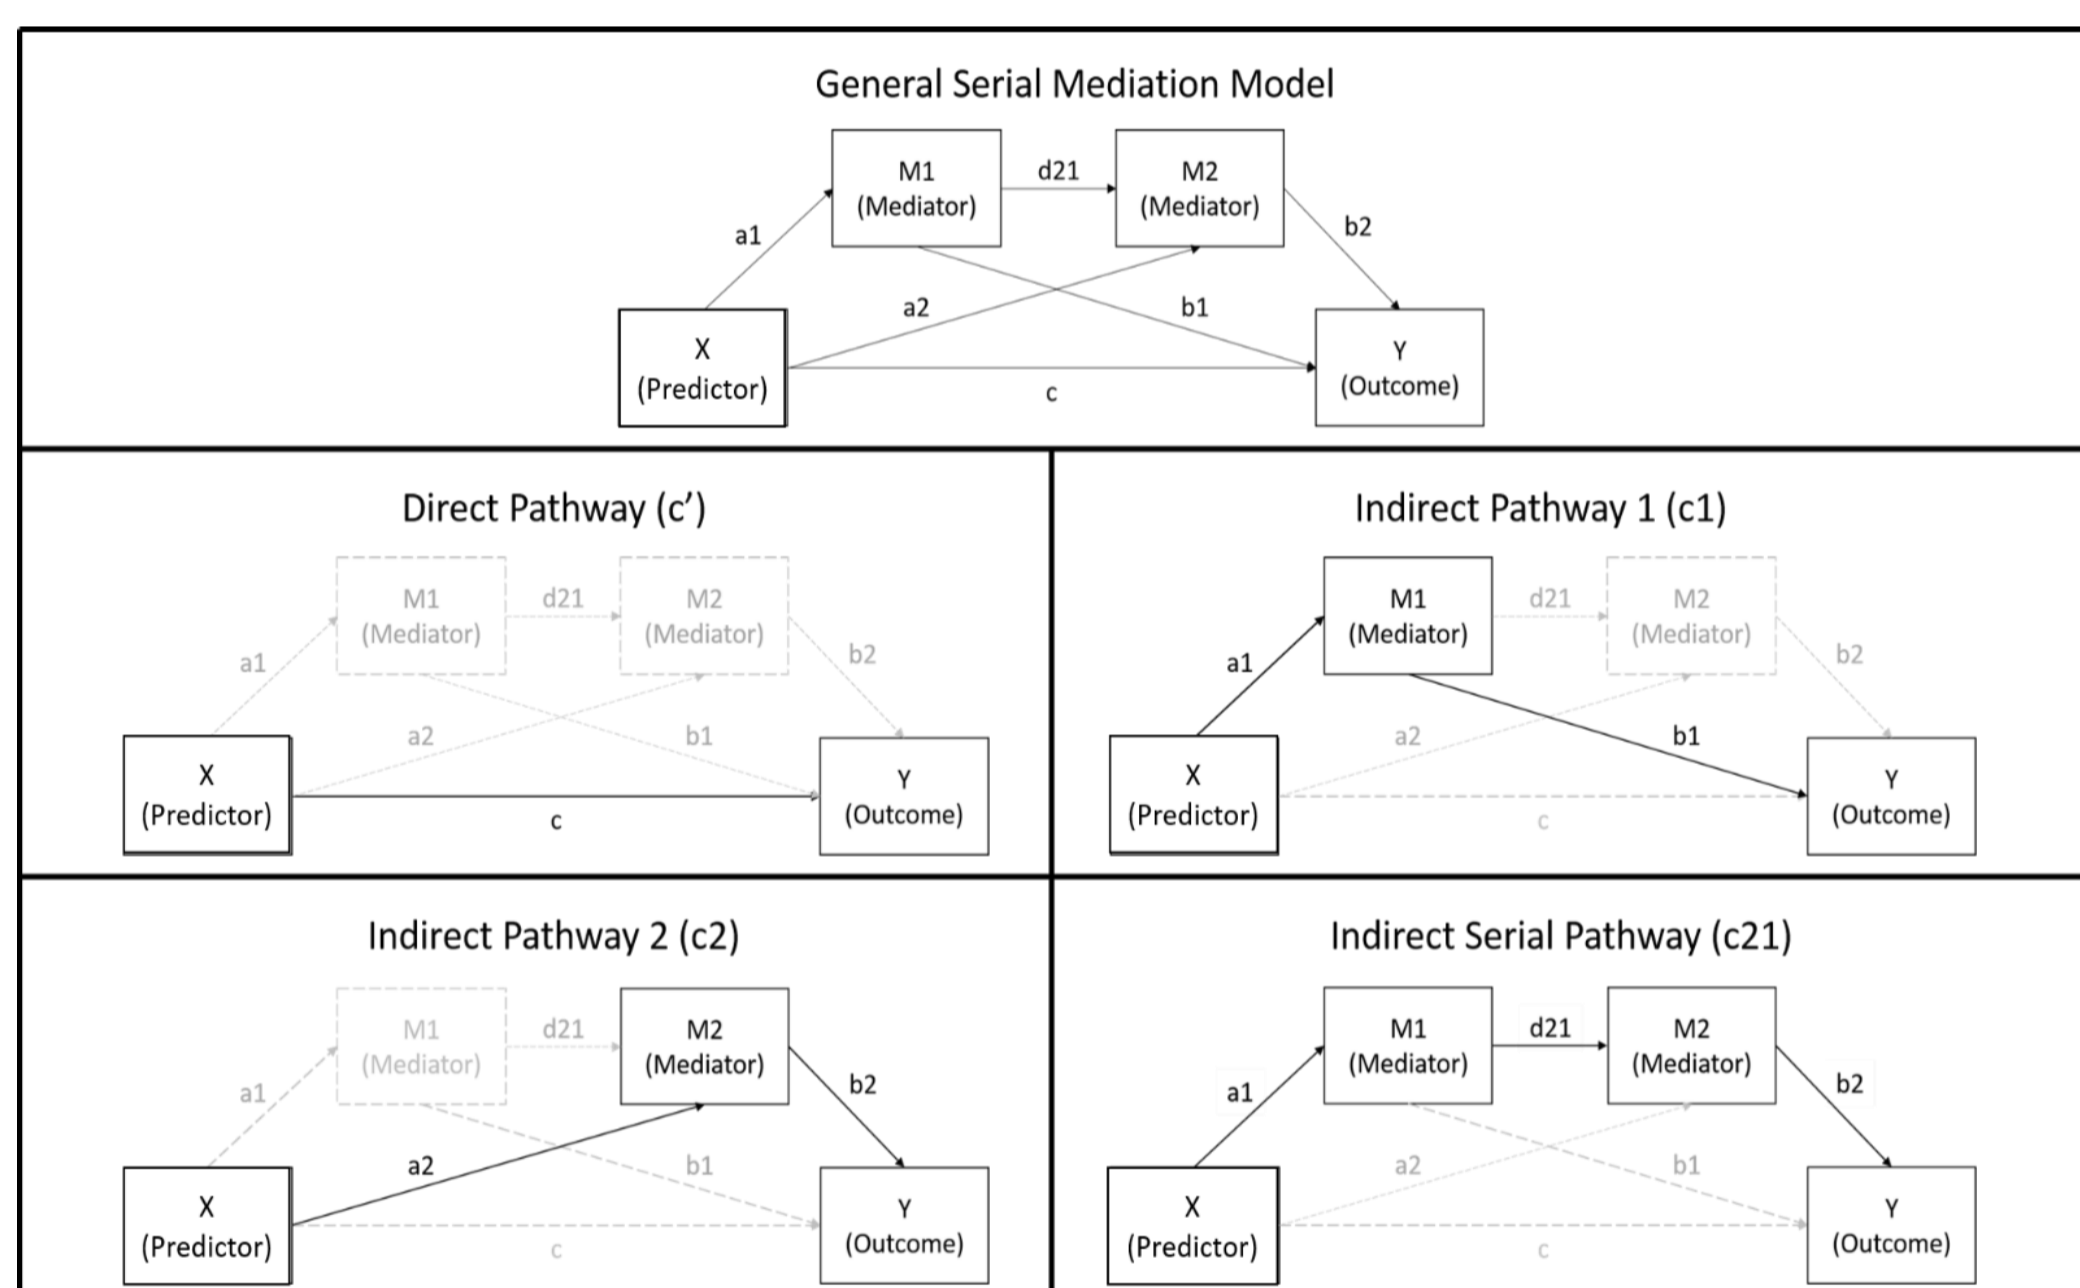 General Serial Mediation Model
M1
(Mediator)
d21
M2
(Mediator)
a1
b2
a2
b1
X
(Predictor)
Y
(Outcome)
c
Direct Pathway (c’)
M1
(Mediator)
d21
M2
(Mediator)
a1
b2
a2
b1
X
(Predictor)
Y
(Outcome)
c
Indirect Pathway 1 (c1)
M1
(Mediator)
d21
M2
(Mediator)
a1
b2
a2
b1
X
(Predictor)
Y
(Outcome)
c
Indirect Pathway 2 (c2)
M1
(Mediator)
d21
M2
(Mediator)
a1
b2
a2
b1
X
(Predictor)
Y
(Outcome)
c
Indirect Serial Pathway (c21)
M1
(Mediator)
d21
M2
(Mediator)
a1
b2
a2
b1
X
(Predictor)
Y
(Outcome)
c